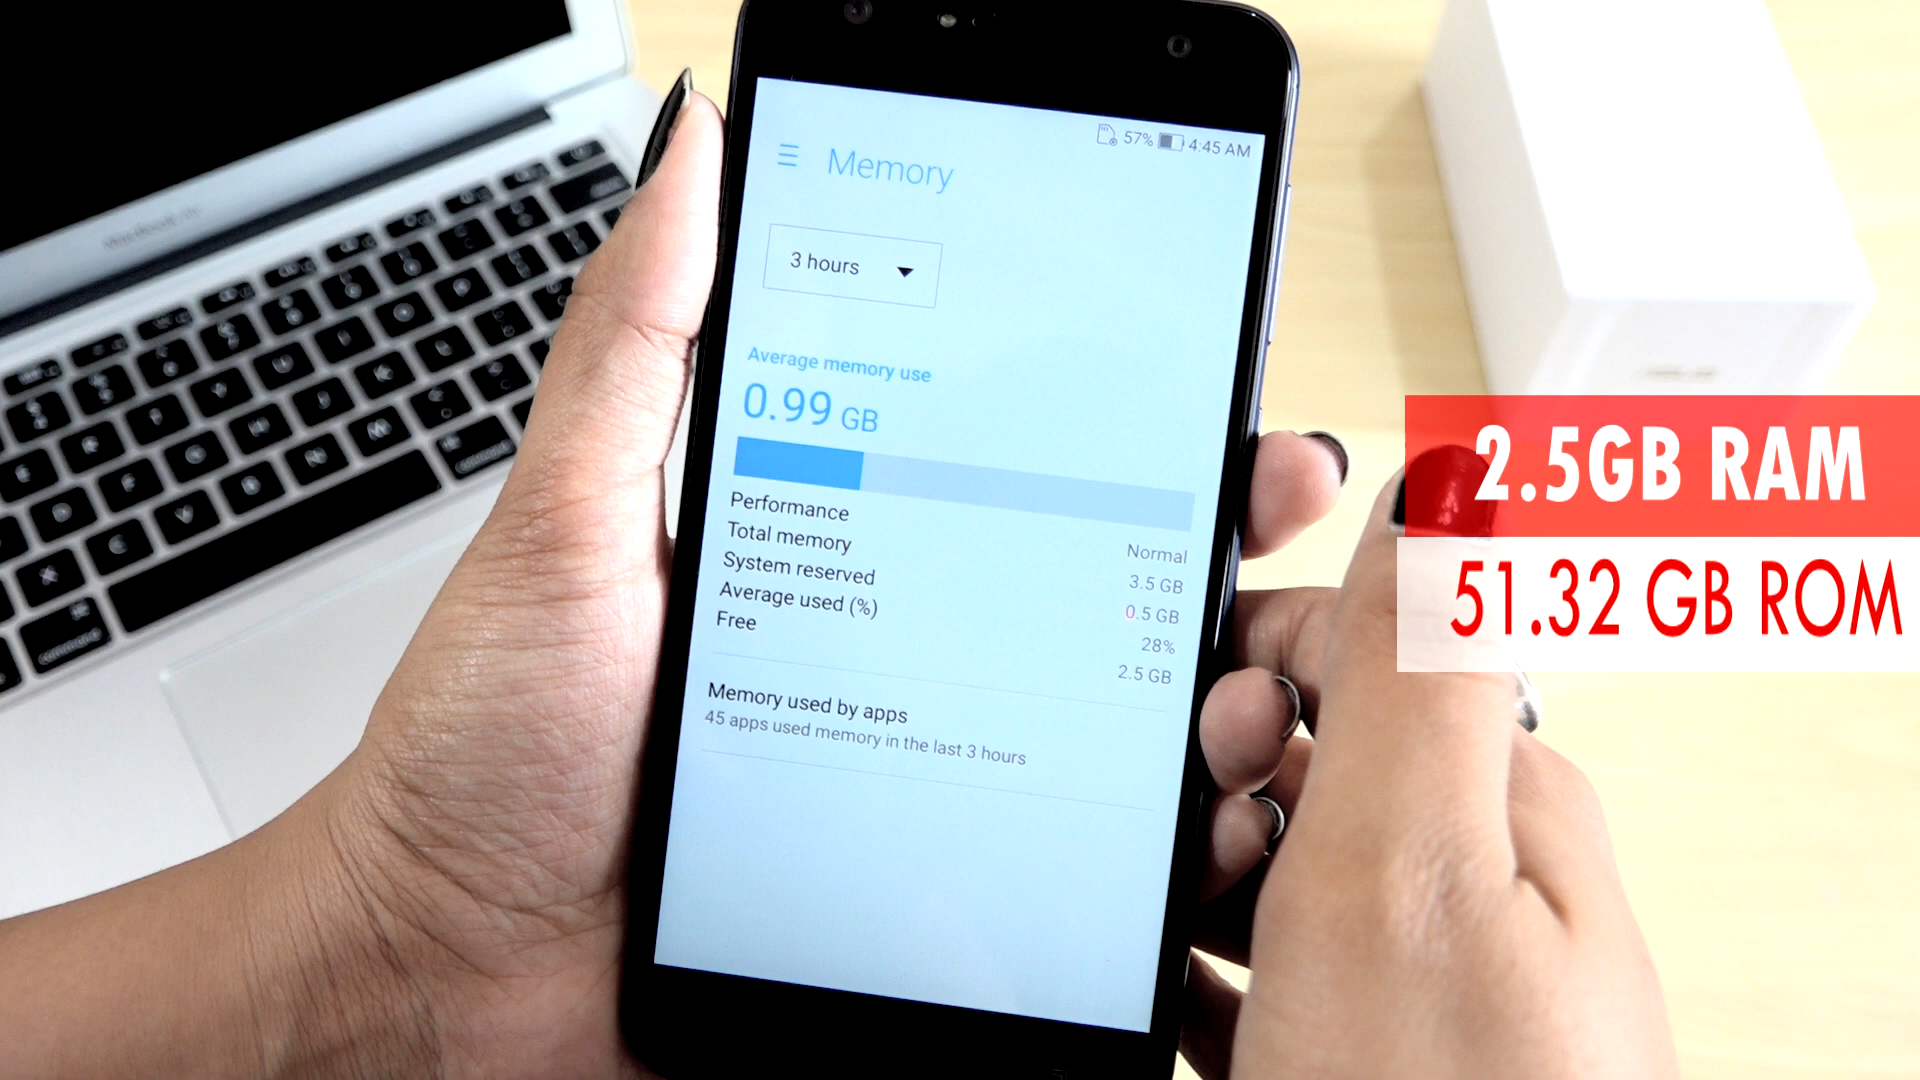 57% 4:45 AM
Memory
3 hours
Average memory use
0.99 GB
Performance Normal
Total memory 3.5 GB
System reserved 0.5 GB
Average used (%) 28%
Free 2.5 GB
Memory used by apps
45 apps used memory in the last 3 hours
2.5GB RAM
51.32 GB ROM
command
command